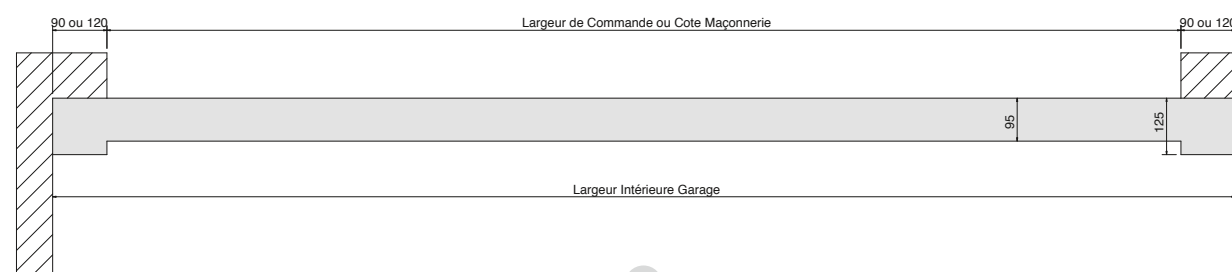 90 ou 120
Largeur de Commande ou Cote Maçonnerie
90 ou 120
95
125
Largeur Intérieure Garage